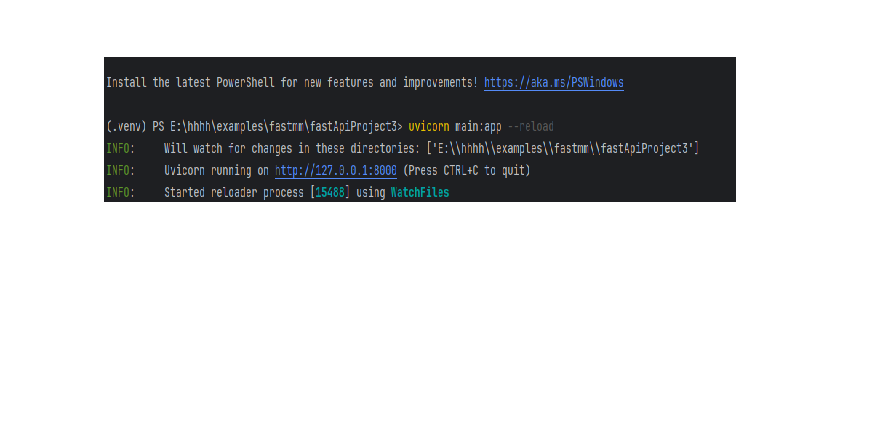 Install the latest PowerShell for new features and improvements! https://aka.ms/PSWindows
(.venv) PS E:\hhhh\examples\fastmm\fastApiProject3> uvicorn main:app --reload
INFO:     Will watch for changes in these directories: ['E:\\hhhh\\examples\\fastmm\\fastApiProject3']
INFO:     Uvicorn running on http://127.0.0.1:8000 (Press CTRL+C to quit)
INFO:     Started reloader process [15488] using WatchFiles